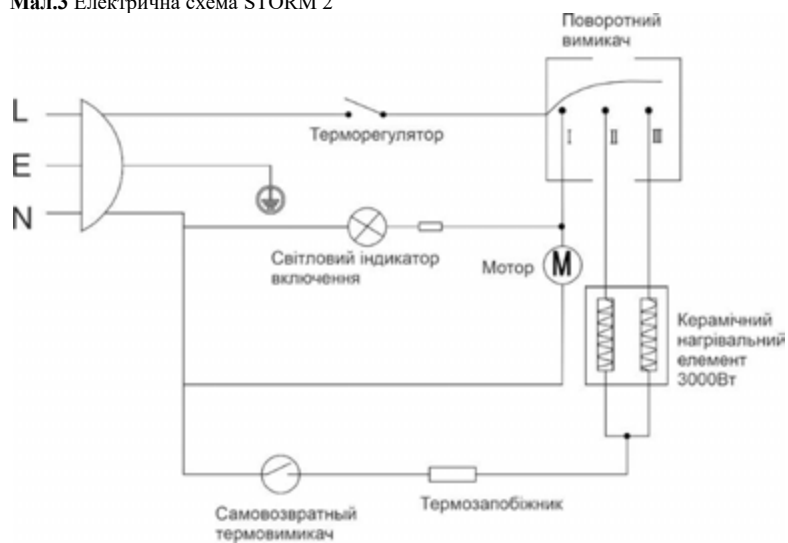 Мал.3 Електрична схема STORM 2
Поворотний
вимикач
L
Терморегулятор
I
II
III
E
N
Світловий індикатор
включення
Мотор
M
Керамічний
нагрівальний
елемент
3000Вт
Термозапобіжник
Самовозвратный
термовимикач